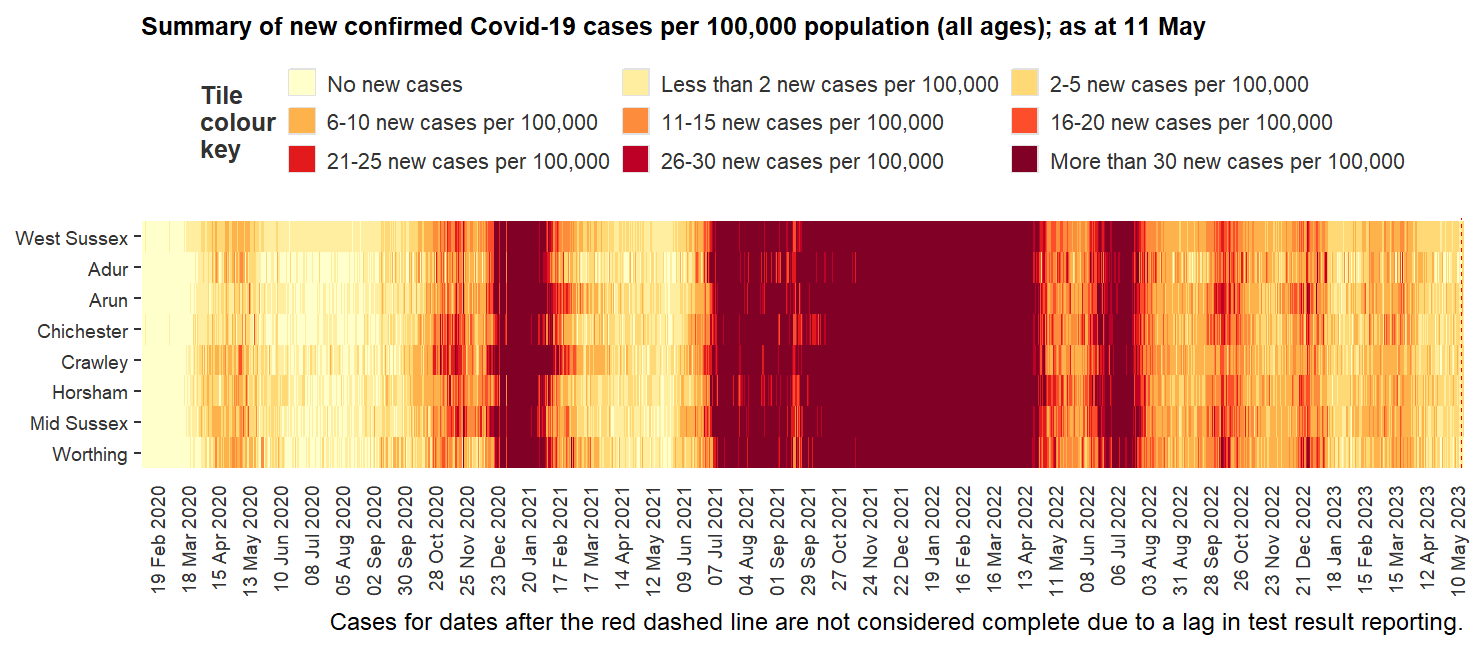 Summary of new confirmed Covid-19 cases per 100,000 population (all ages); as at 11 May
Tile
colour
key
No new cases
Less than 2 new cases per 100,000
2-5 new cases per 100,000
6-10 new cases per 100,000
11-15 new cases per 100,000
16-20 new cases per 100,000
21-25 new cases per 100,000
26-30 new cases per 100,000
More than 30 new cases per 100,000
West Sussex
Adur
Arun
Chichester
Crawley
Horsham
Mid Sussex
Worthing
19 Feb 2020
18 Mar 2020
15 Apr 2020
13 May 2020
10 Jun 2020
08 Jul 2020
05 Aug 2020
02 Sep 2020
30 Sep 2020
28 Oct 2020
25 Nov 2020
23 Dec 2020
20 Jan 2021
17 Feb 2021
17 Mar 2021
14 Apr 2021
12 May 2021
09 Jun 2021
07 Jul 2021
04 Aug 2021
01 Sep 2021
29 Sep 2021
27 Oct 2021
24 Nov 2021
22 Dec 2021
19 Jan 2022
16 Feb 2022
16 Mar 2022
13 Apr 2022
11 May 2022
08 Jun 2022
06 Jul 2022
03 Aug 2022
31 Aug 2022
28 Sep 2022
26 Oct 2022
23 Nov 2022
21 Dec 2022
18 Jan 2023
15 Feb 2023
15 Mar 2023
12 Apr 2023
10 May 2023
Cases for dates after the red dashed line are not considered complete due to a lag in test result reporting.